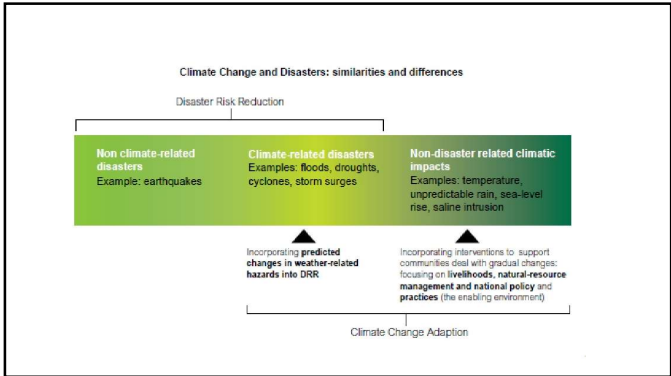 Climate Change and Disasters: similarities and differences
Disaster Risk Reduction
Non climate-related
disasters
Example: earthquakes
Climate-related disasters
Examples: floods, droughts,
cyclones, storm surges
Non-disaster related climatic
impacts
Examples: temperature,
unpredictable rain, sea-level
rise, saline intrusion
Incorporating predicted
changes in weather-related
hazards into DRR
Incorporating interventions to support
communities deal with gradual changes:
focusing on livelihoods, natural-resource
management and national policy and
practices (the enabling environment)
Climate Change Adaption